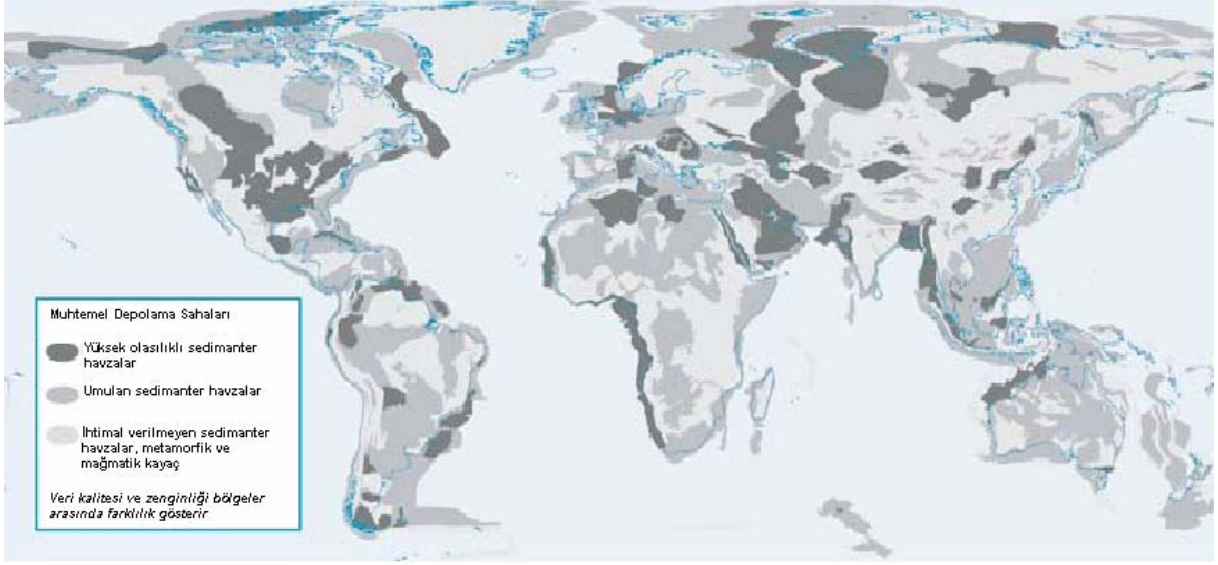 Muhtemel Depolama Sahaları
Yüksek olasılıklı sedimanter
havzalar
Umulan sedimanter havzalar
İhtimal verilmeyen sedimanter
havzalar, metamorfik ve
mağmatik kayaç
Veri kalitesi ve zenginliği bölgeler
arasında farklılık gösterir